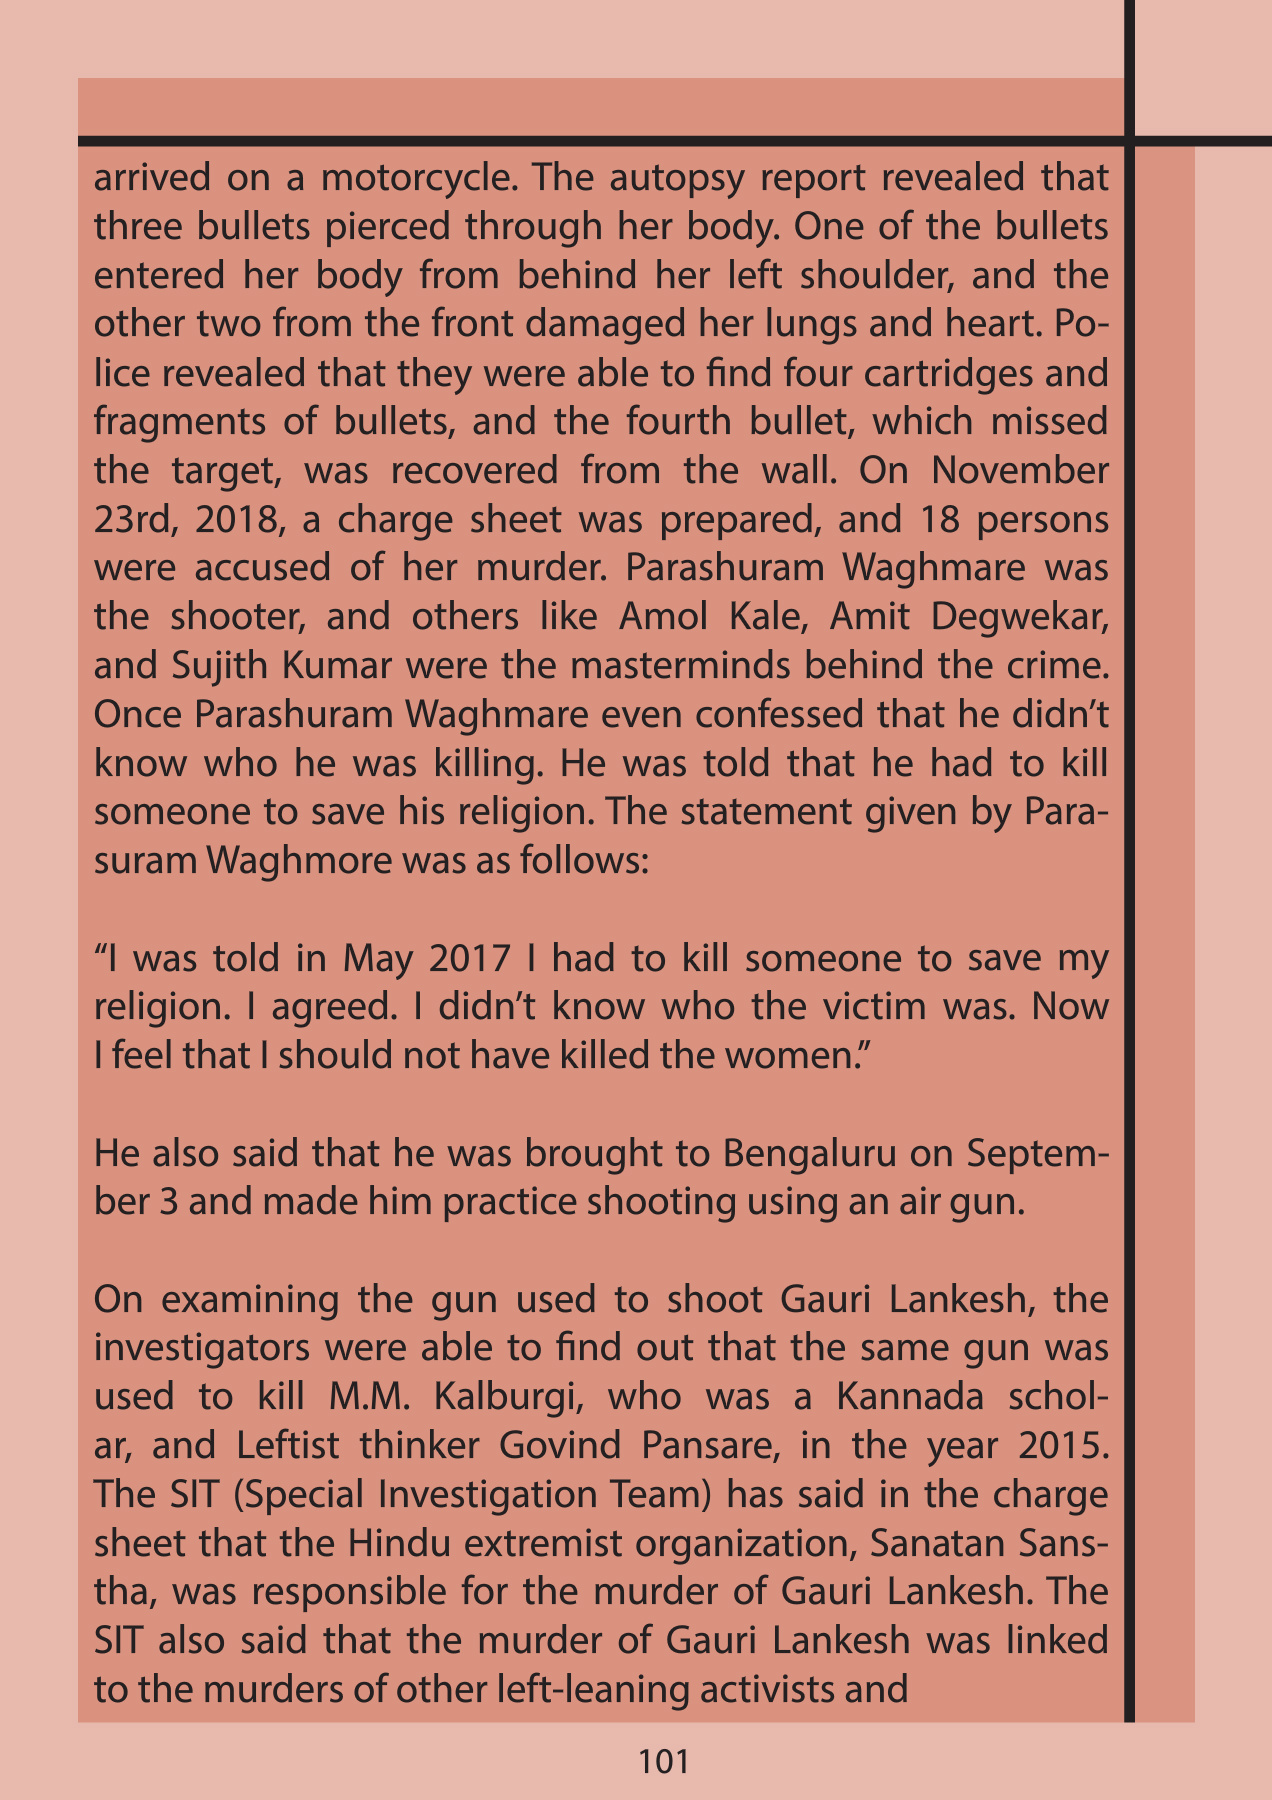 arrived on a motorcycle. The autopsy report revealed that
three bullets pierced through her body. One of the bullets
entered her body from behind her left shoulder, and the
other two from the front damaged her lungs and heart. Po-
lice revealed that they were able to find four cartridges and
fragments of bullets, and the fourth bullet, which missed
the target, was recovered from the wall. On November
23rd, 2018, a charge sheet was prepared, and 18 persons
were accused of her murder. Parashuram Waghmare was
the shooter, and others like Amol Kale, Amit Degwekar,
and Sujith Kumar were the masterminds behind the crime.
Once Parashuram Waghmare even confessed that he didn’t
know who he was killing. He was told that he had to kill
someone to save his religion. The statement given by Para-
suram Waghmore was as follows:
“I was told in May 2017 I had to kill someone to save my
religion. I agreed. I didn’t know who the victim was. Now
I feel that I should not have killed the women.”
He also said that he was brought to Bengaluru on Septem-
ber 3 and made him practice shooting using an air gun.
On examining the gun used to shoot Gauri Lankesh, the
investigators were able to find out that the same gun was
used to kill M.M. Kalburgi, who was a Kannada schol-
ar, and Leftist thinker Govind Pansare, in the year 2015.
The SIT (Special Investigation Team) has said in the charge
sheet that the Hindu extremist organization, Sanatan Sans-
tha, was responsible for the murder of Gauri Lankesh. The
SIT also said that the murder of Gauri Lankesh was linked
to the murders of other left-leaning activists and
101